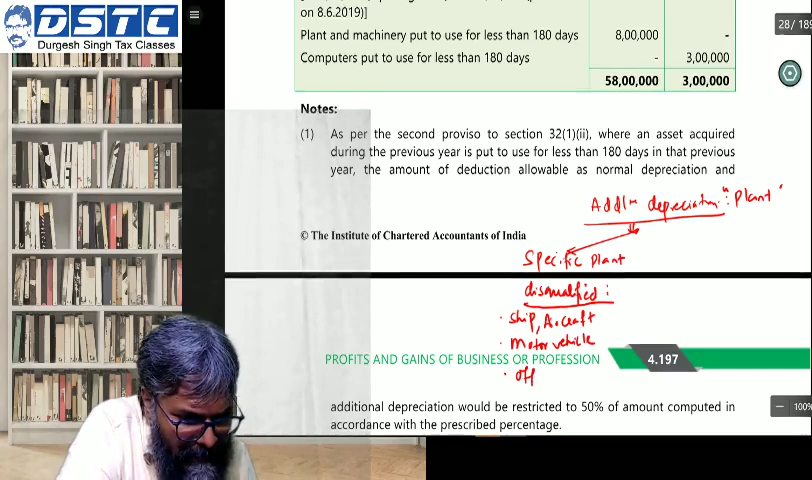 DSTC
Durgesh Singh Tax Classes
on 8.6.2019)]
28 / 189
Plant and machinery put to use for less than 180 days 8,00,000 -
Computers put to use for less than 180 days - 3,00,000
58,00,000 3,00,000
Notes:
(1) As per the second proviso to section 32(1)(ii), where an asset acquired
during the previous year is put to use for less than 180 days in that previous
year, the amount of deduction allowable as normal depreciation and
Addln depreciation : "Plant"
© The Institute of Chartered Accountants of India
Specific Plant
disqualified :
· Ship, Aircraft
· Motor vehicle
PROFITS AND GAINS OF BUSINESS OR PROFESSION 4.197
· off
additional depreciation would be restricted to 50% of amount computed in
accordance with the prescribed percentage.
100%